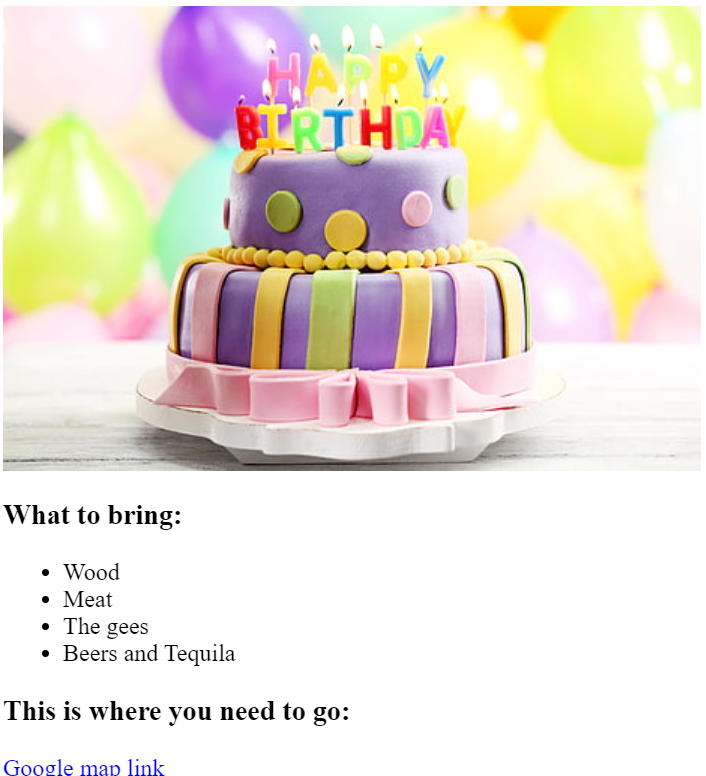 HAPPY
BIRTHDAY
What to bring:
Wood
Meat
The gees
Beers and Tequila
This is where you need to go:
Google map link